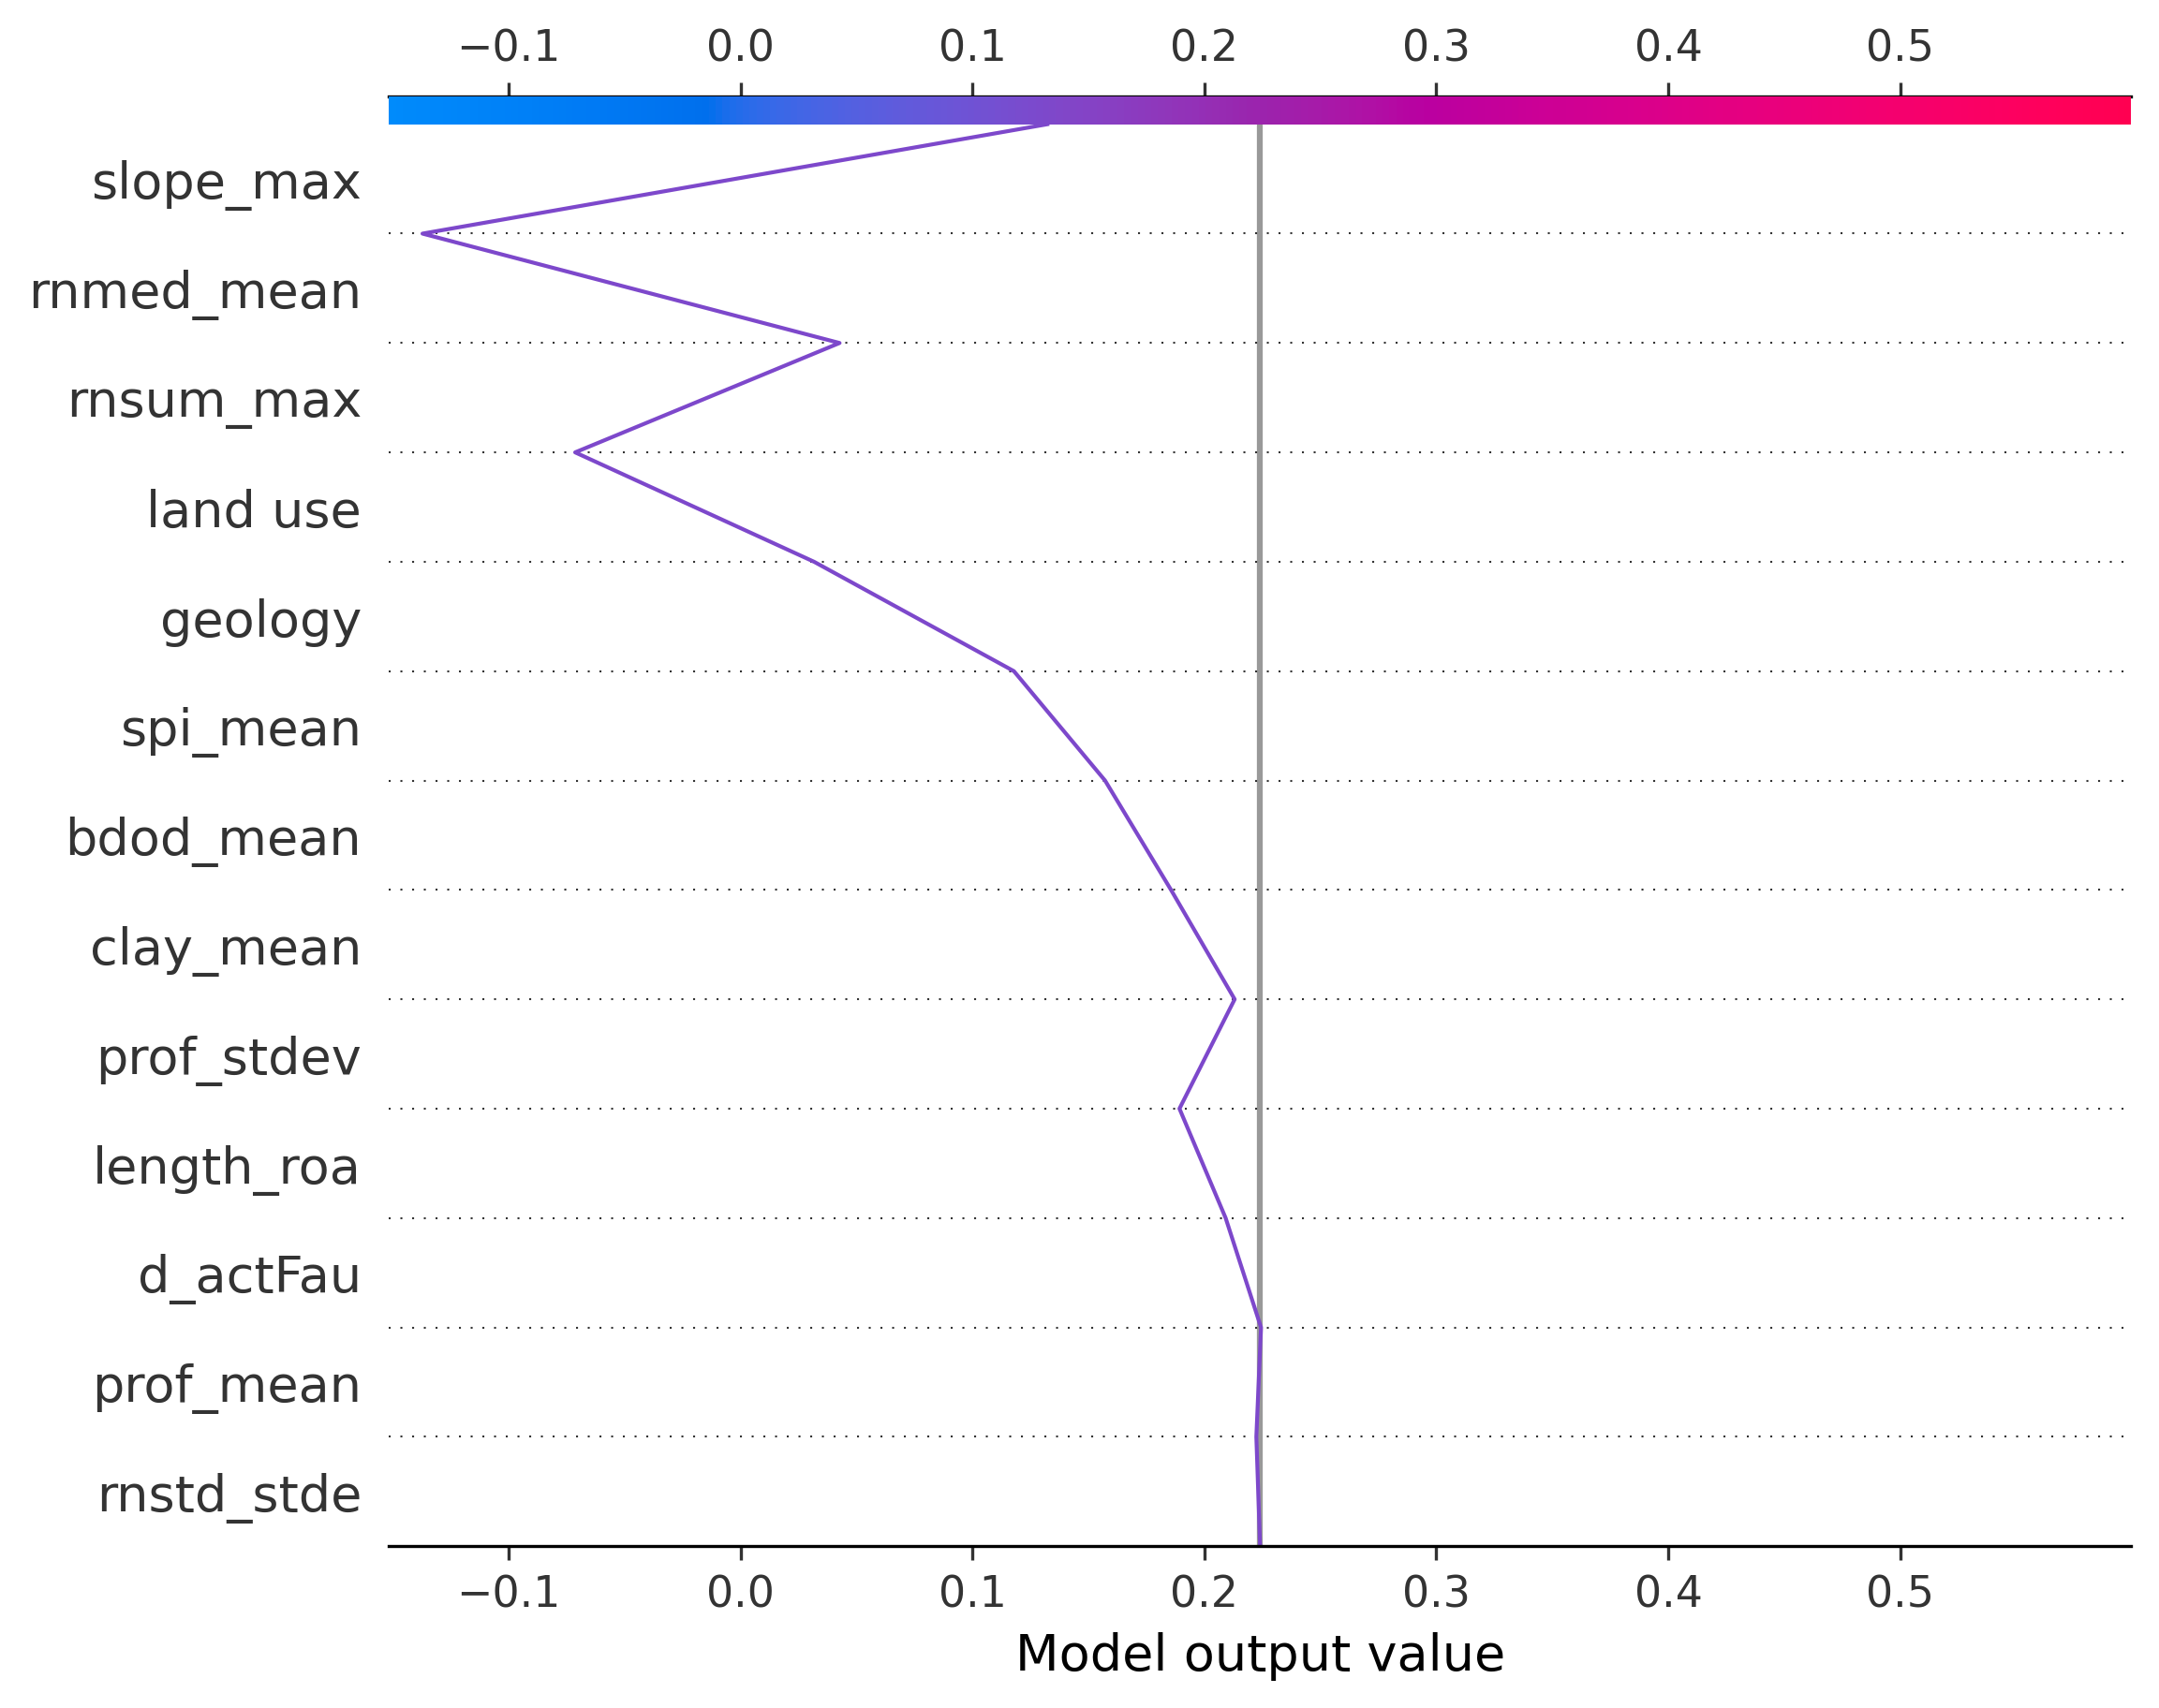 −0.1 0.0 0.1 0.2 0.3 0.4 0.5
slope_max
rnmed_mean
rnsum_max
land use
geology
spi_mean
bdod_mean
clay_mean
prof_stdev
length_roa
d_actFau
prof_mean
rnstd_stde
−0.1 0.0 0.1 0.2 0.3 0.4 0.5
Model output value